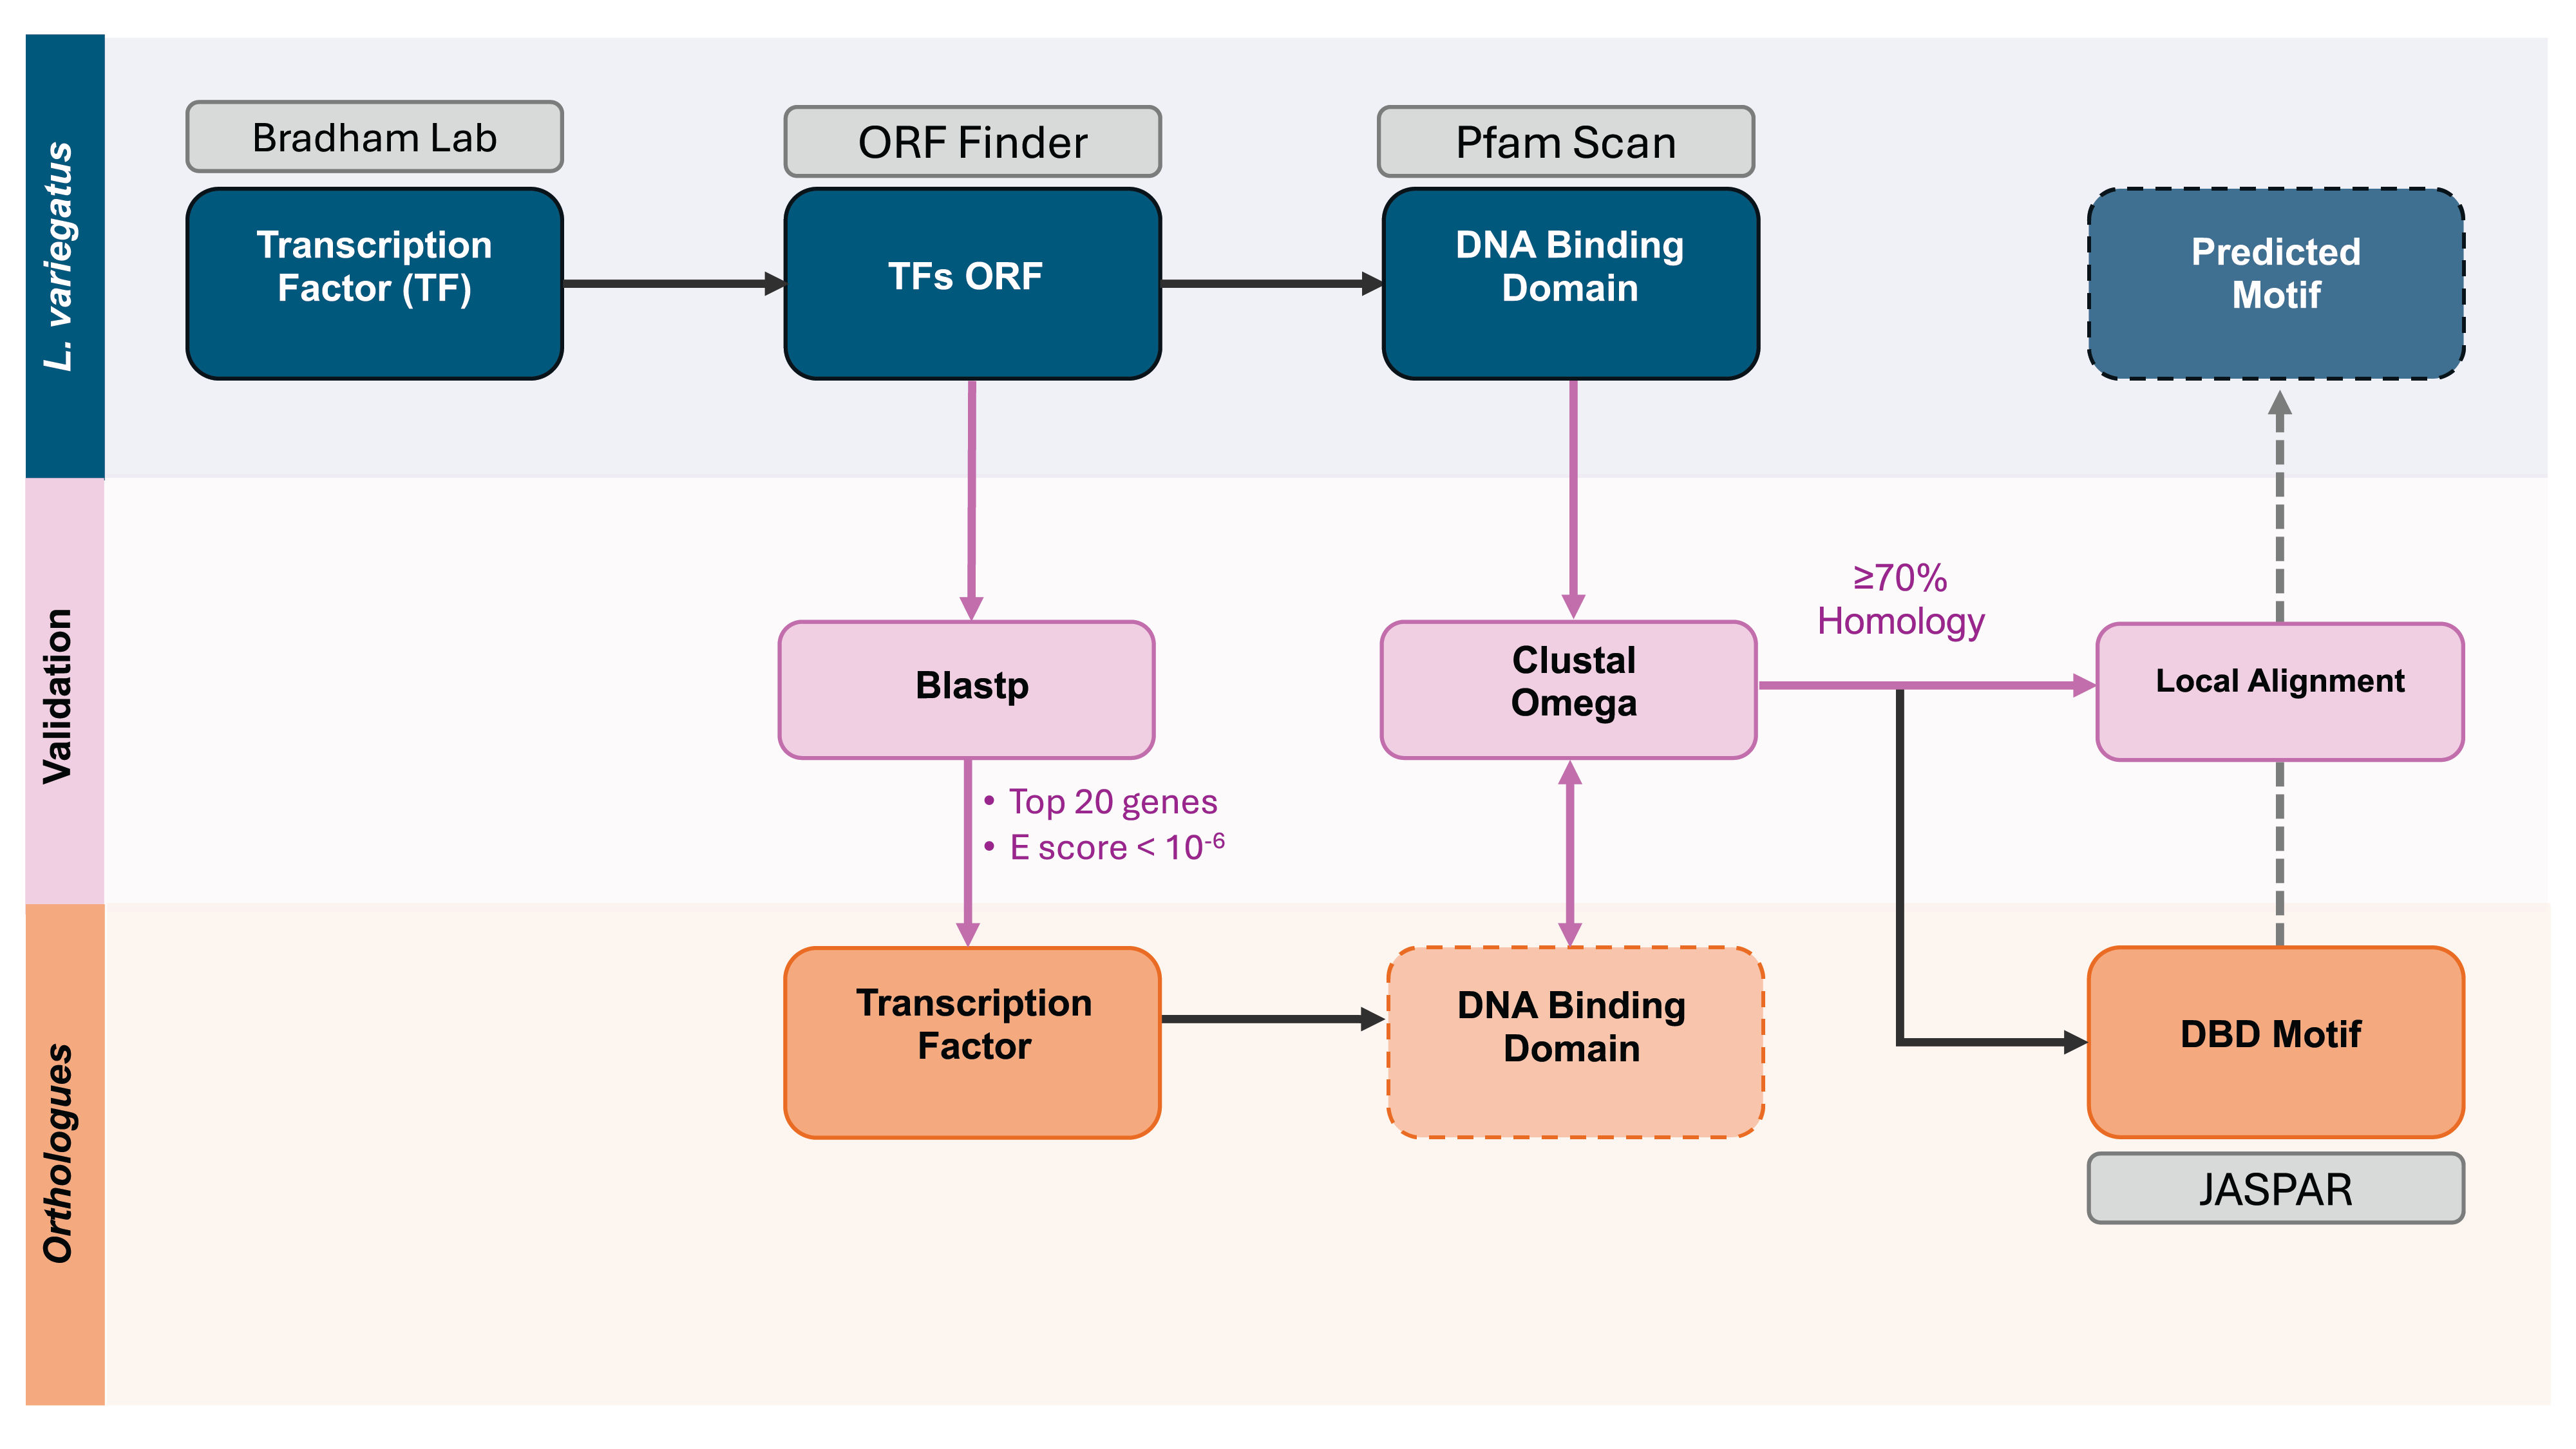 L. variegatus
Bradham Lab
ORF Finder
Pfam Scan
Transcription
Factor (TF)
TFs ORF
DNA Binding
Domain
Predicted
Motif
Validation
Blastp
Clustal
Omega
≥70%
Homology
Local Alignment
• Top 20 genes
• E score < 10⁻⁶
Orthologues
Transcription
Factor
DNA Binding
Domain
DBD Motif
JASPAR